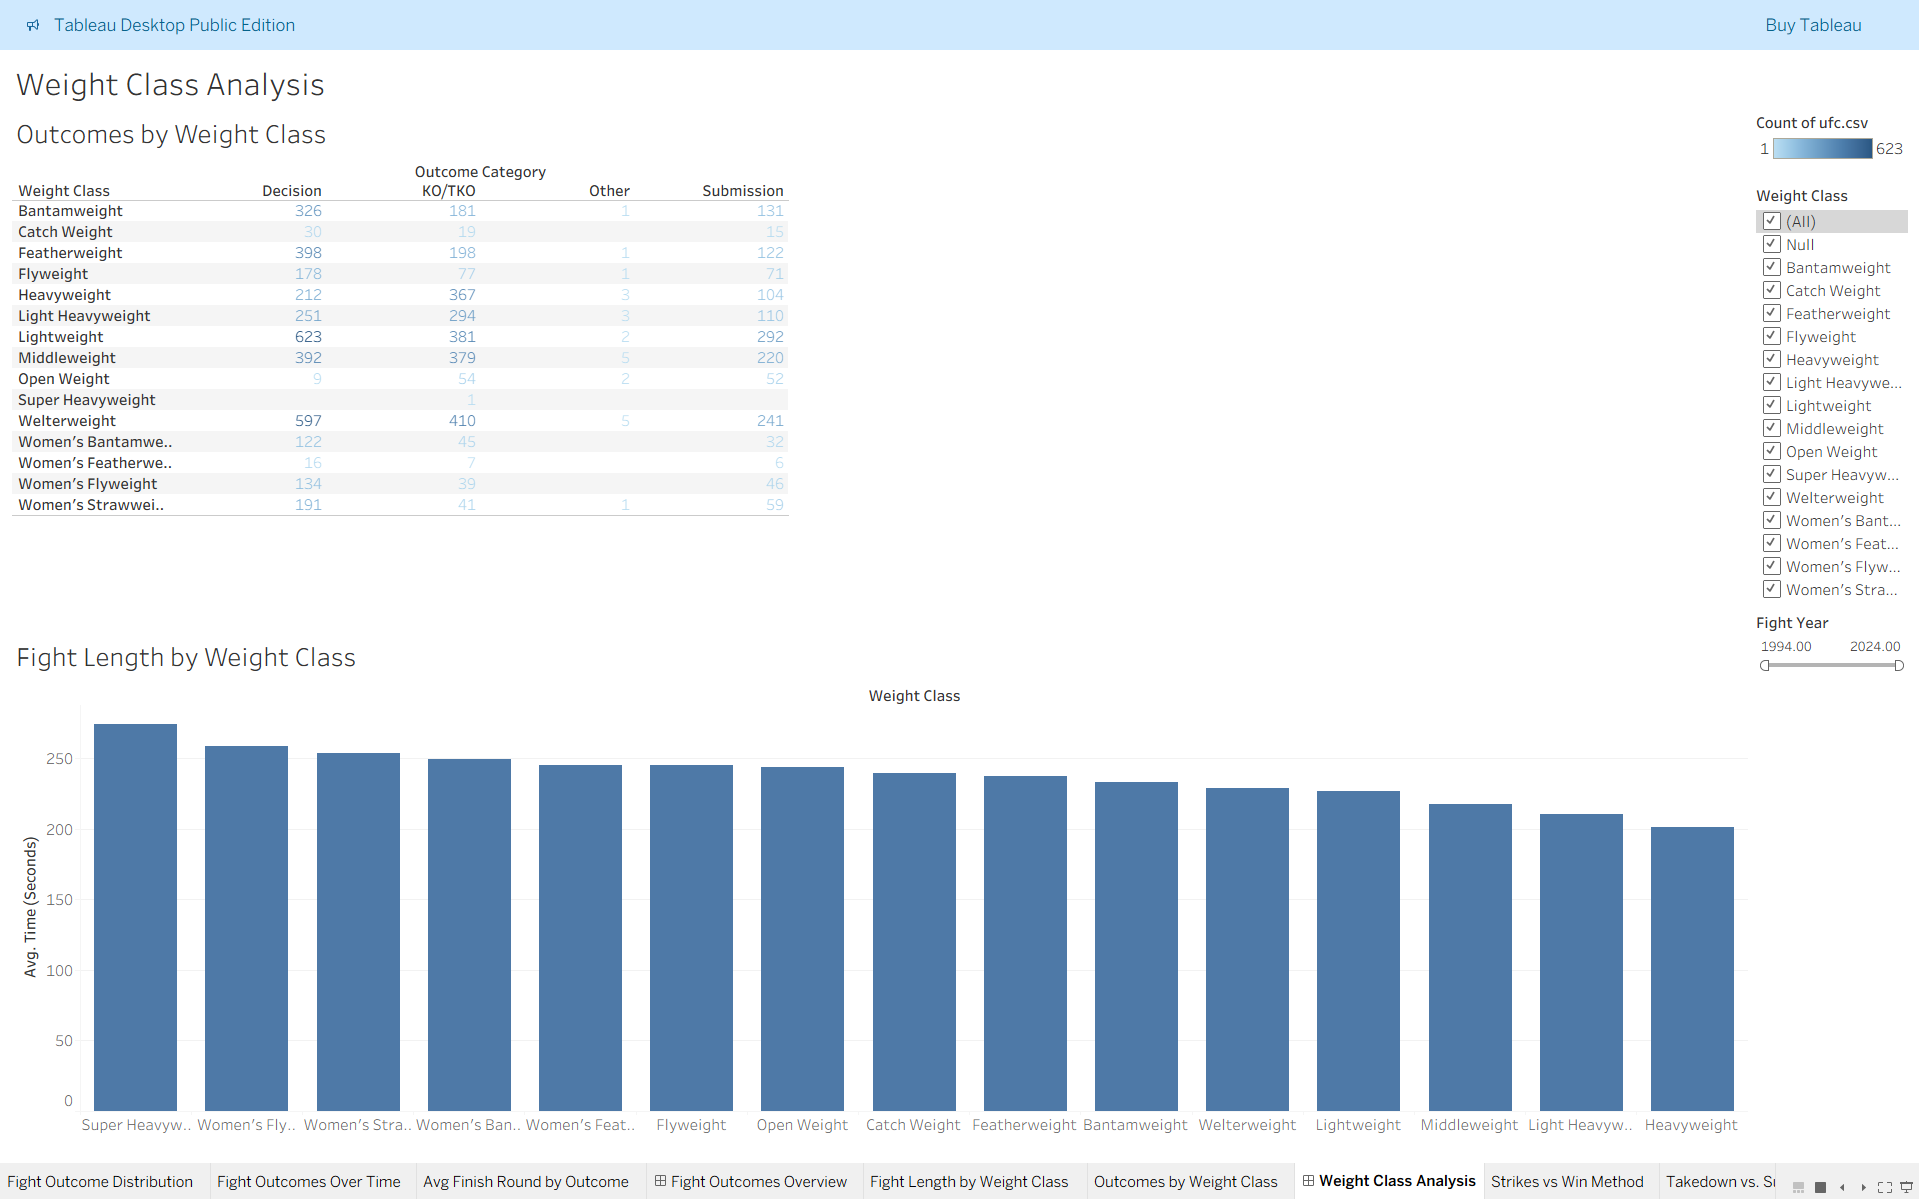 Tableau Desktop Public Edition
Buy Tableau
Weight Class Analysis
Outcomes by Weight Class
Outcome Category
Weight Class Decision KO/TKO Other Submission
Bantamweight 326 181 1 131
Catch Weight 30 19 15
Featherweight 398 198 1 122
Flyweight 178 77 1 71
Heavyweight 212 367 3 104
Light Heavyweight 251 294 3 110
Lightweight 623 381 2 292
Middleweight 392 379 5 220
Open Weight 9 54 2 52
Super Heavyweight 1
Welterweight 597 410 5 241
Women's Bantamwe.. 122 45 32
Women's Featherwe.. 16 7 6
Women's Flyweight 134 39 46
Women's Strawwei.. 191 41 1 59
Count of ufc.csv
1 623
Weight Class
(All)
Null
Bantamweight
Catch Weight
Featherweight
Flyweight
Heavyweight
Light Heavywe...
Lightweight
Middleweight
Open Weight
Super Heavyw...
Welterweight
Women's Bant...
Women's Feat...
Women's Flyw...
Women's Stra...
Fight Year
1994.00 2024.00
Fight Length by Weight Class
Weight Class
Avg. Time (Seconds)
250
200
150
100
50
0
Super Heavyw.. Women's Fly.. Women's Stra.. Women's Ban.. Women's Feat.. Flyweight Open Weight Catch Weight Featherweight Bantamweight Welterweight Lightweight Middleweight Light Heavyw.. Heavyweight
Fight Outcome Distribution Fight Outcomes Over Time Avg Finish Round by Outcome Fight Outcomes Overview Fight Length by Weight Class Outcomes by Weight Class Weight Class Analysis Strikes vs Win Method Takedown vs.